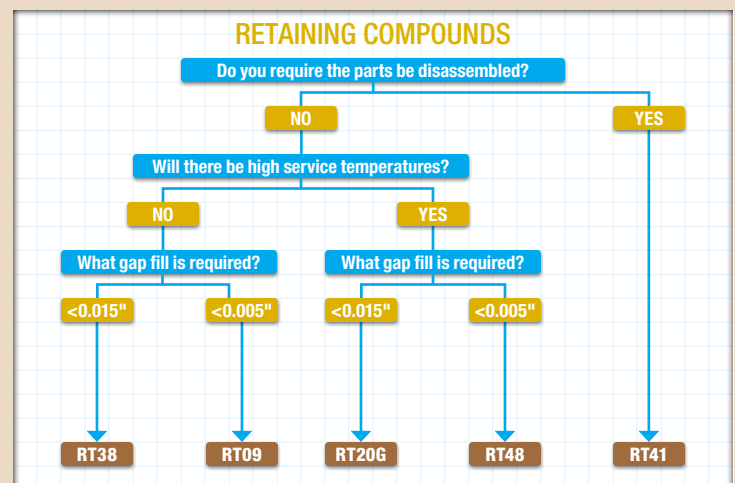 RETAINING COMPOUNDS
Do you require the parts be disassembled?
NO
YES
Will there be high service temperatures?
NO
YES
What gap fill is required?
What gap fill is required?
<0.015"
<0.005"
<0.015"
<0.005"
RT38
RT09
RT20G
RT48
RT41